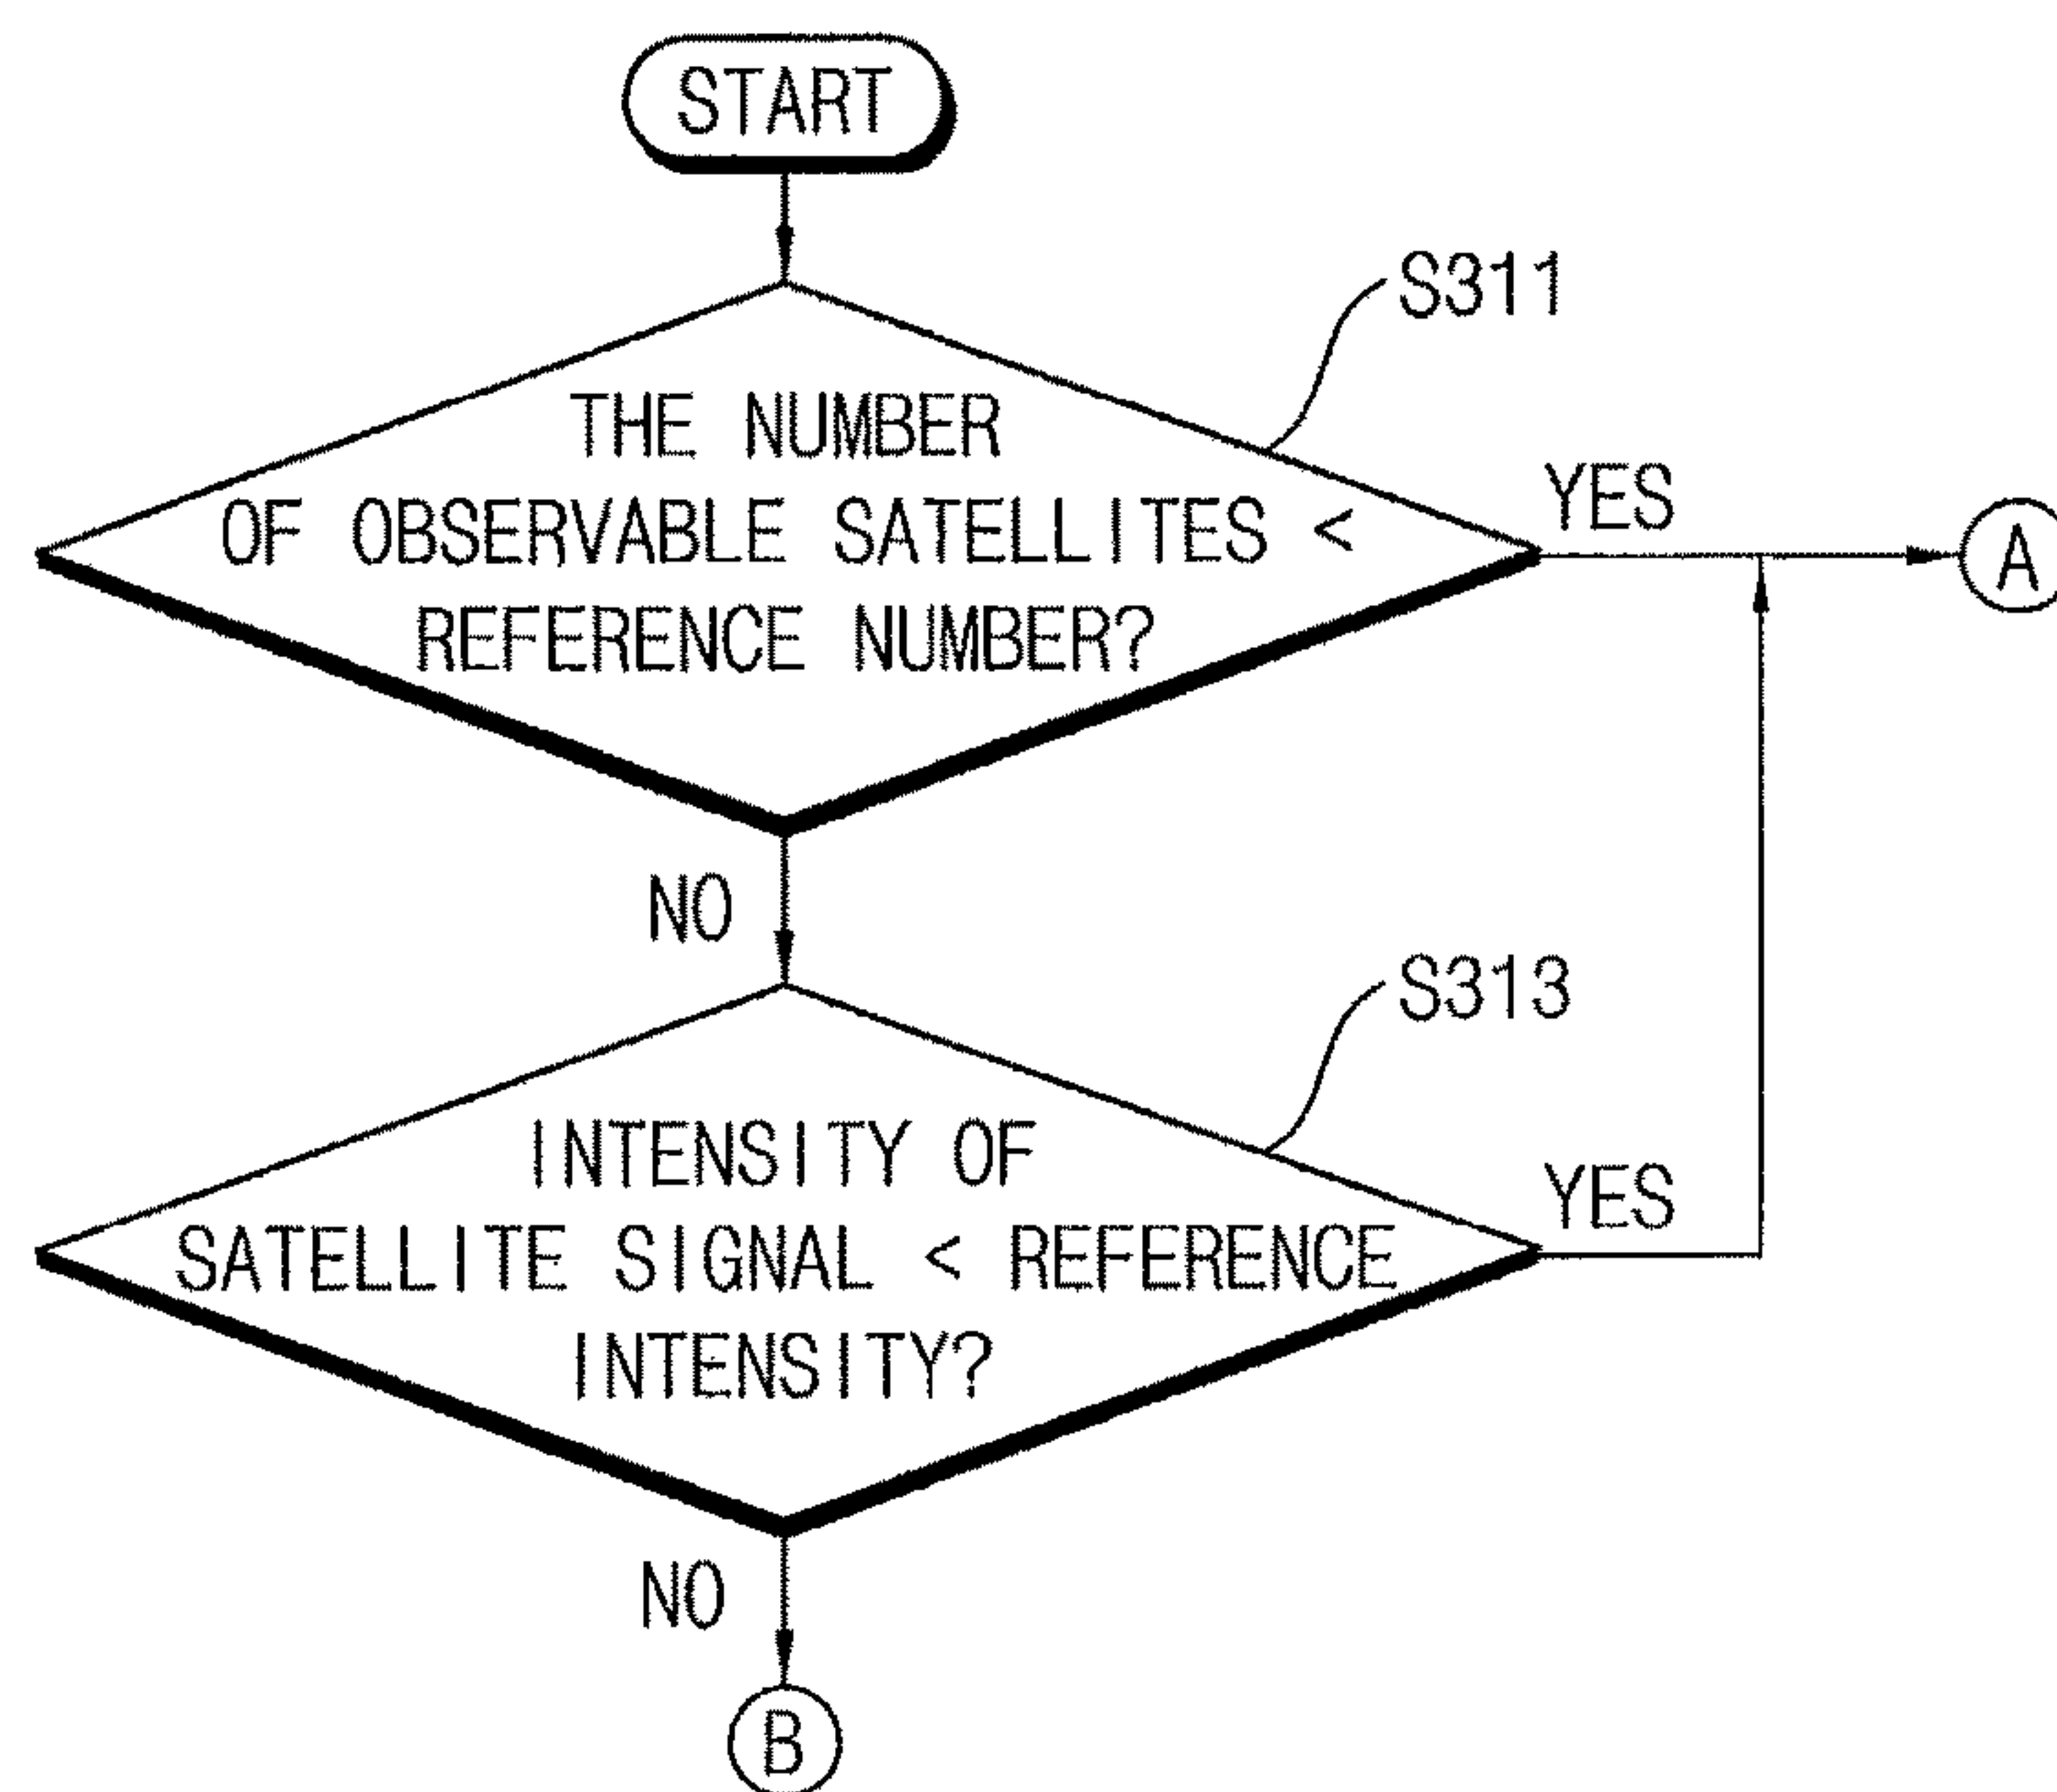 START
S311
THE NUMBER
OF OBSERVABLE SATELLITES <
REFERENCE NUMBER?
YES
A
NO
S313
INTENSITY OF
SATELLITE SIGNAL < REFERENCE
INTENSITY?
YES
NO
B